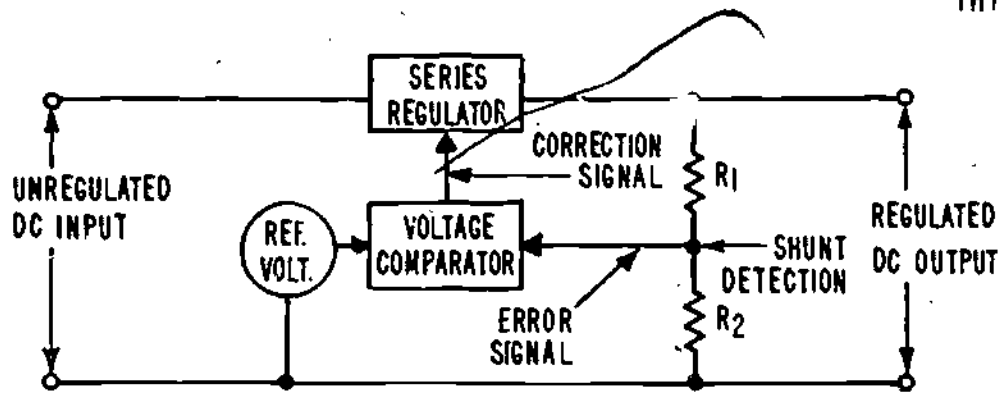 SERIES
REGULATOR
CORRECTION
SIGNAL
UNREGULATED
DC INPUT
REF.
VOLT.
VOLTAGE
COMPARATOR
R1
SHUNT
DETECTION
REGULATED
DC OUTPUT
ERROR
SIGNAL
R2